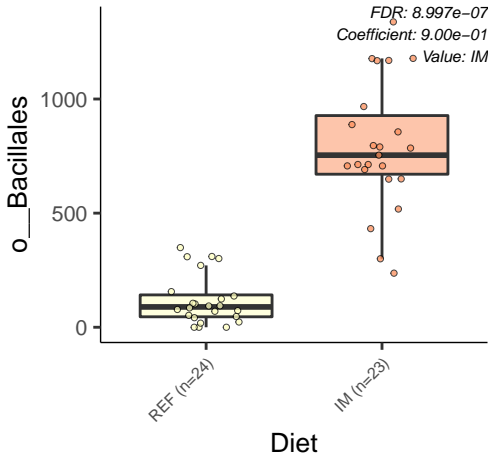 FDR: 8.997e−07
Coefficient: 9.00e−01
Value: IM
1000
500
0
o__Bacillales
REF (n=24)
IM (n=23)
Diet